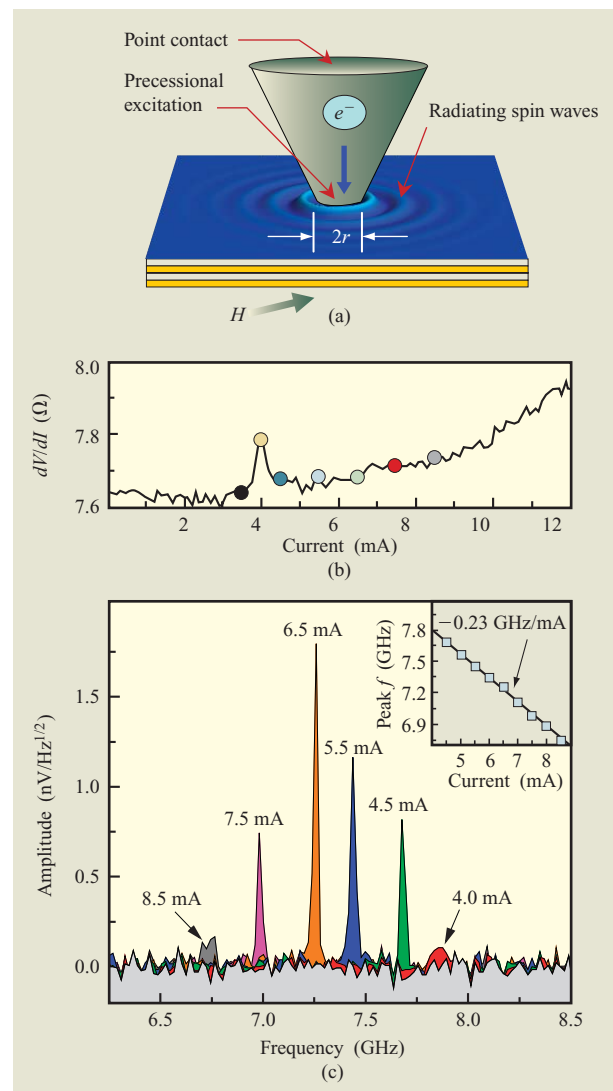 Point contact
Precessional
excitation
e⁻
Radiating spin waves
2r
H
(a)
8.0
7.8
7.6
dV/dI (Ω)
2 4 6 8 10 12
Current (mA)
(b)
6.5 mA
5.5 mA
4.5 mA
7.5 mA
8.5 mA
4.0 mA
1.5
1.0
0.5
0.0
Amplitude (nV/Hz^1/2)
−0.23 GHz/mA
7.8
7.5
7.2
6.9
Peak f (GHz)
5 6 7 8
Current (mA)
6.5 7.0 7.5 8.0 8.5
Frequency (GHz)
(c)